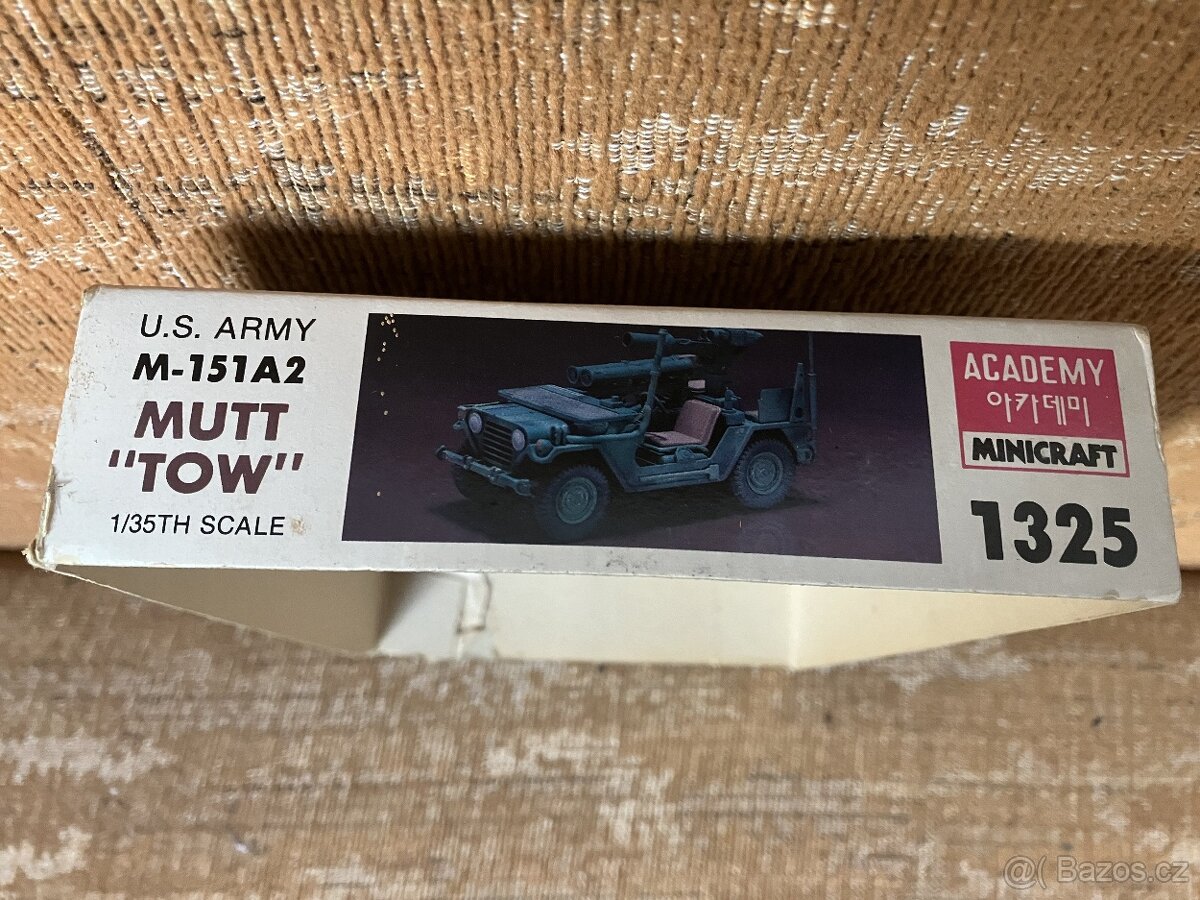 U.S. ARMY
M-151A2
MUTT
"TOW"
1/35TH SCALE
ACADEMY
아카데미
MINICRAFT
1325
@( Bazos.cz